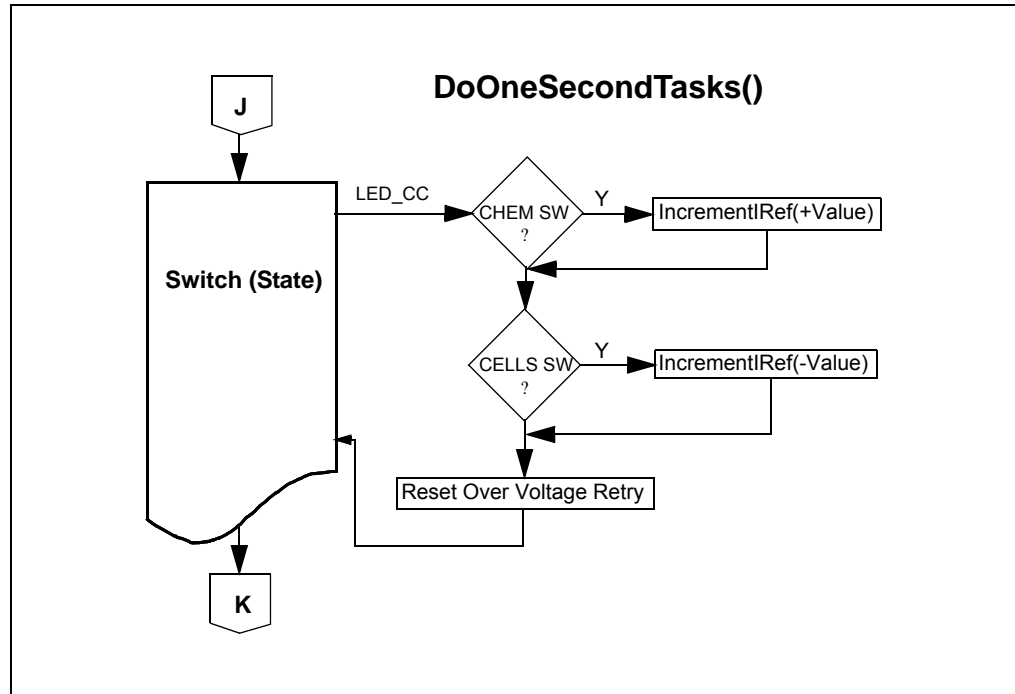 DoOneSecondTasks()
J
LED_CC
CHEM SW
?
Y
IncrementIRef(+Value)
Switch (State)
CELLS SW
?
Y
IncrementIRef(-Value)
Reset Over Voltage Retry
K